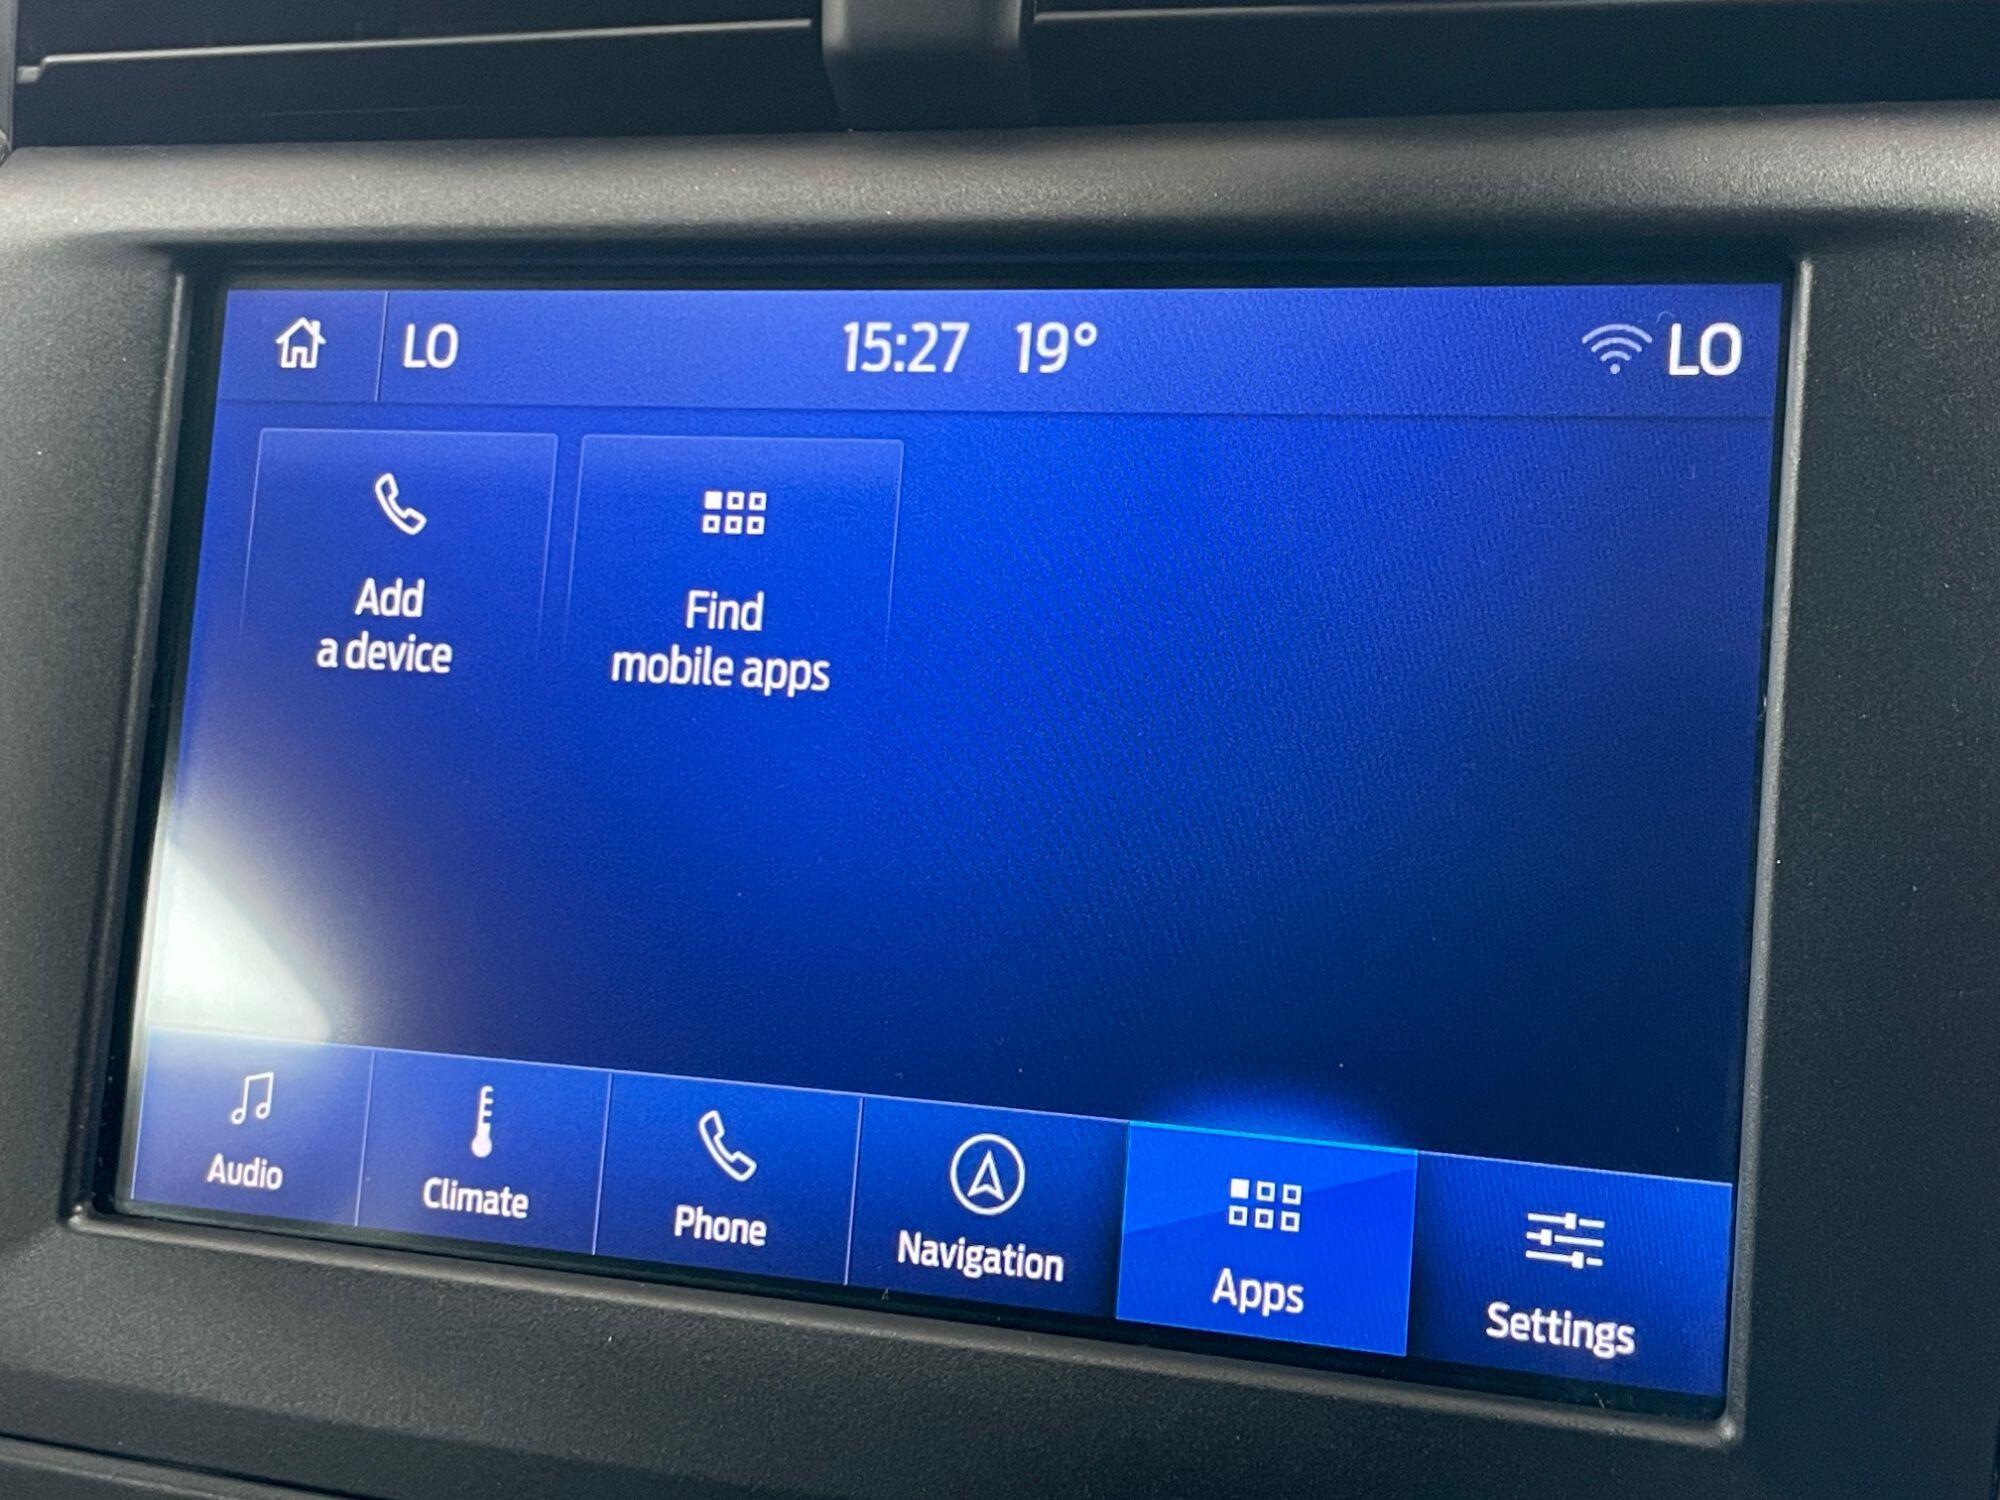 LO 15:27 19° LO
Add
a device
Find
mobile apps
Audio
Climate
Phone
Navigation
Apps
Settings